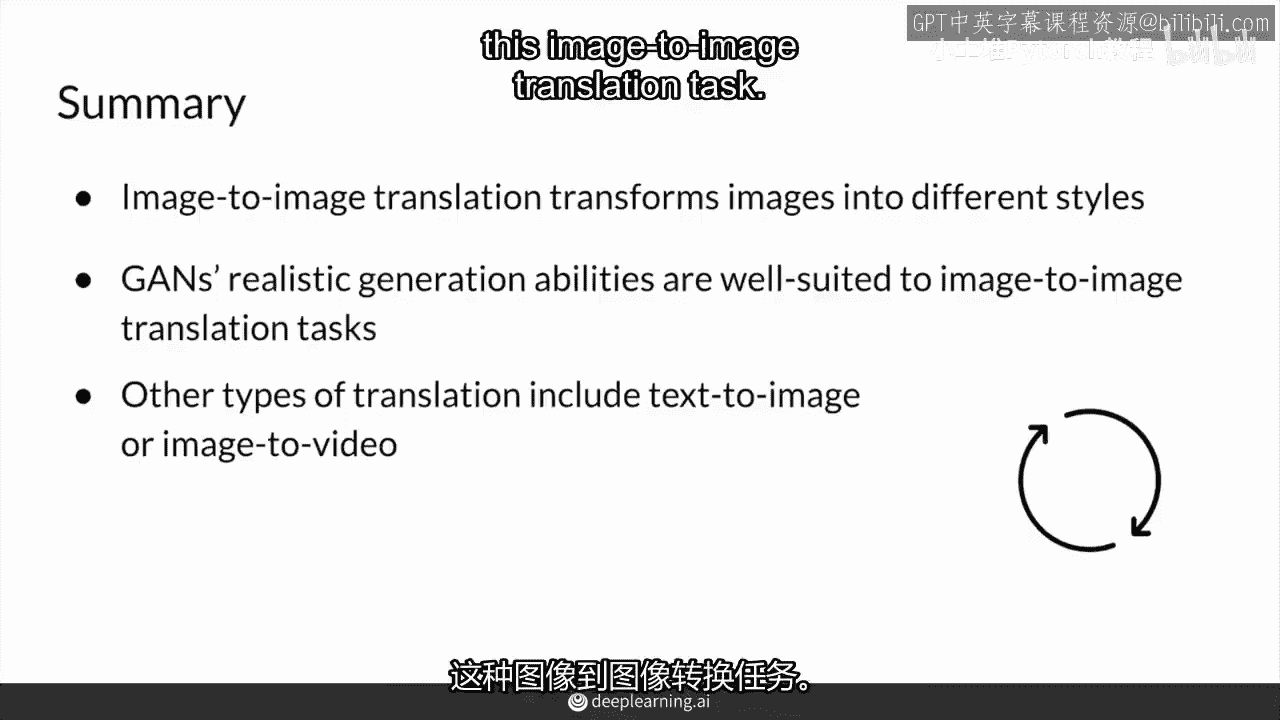 GPT中英字幕课程资源@bilibili.com
this image-to-image
translation task.
Summary
● Image-to-image translation transforms images into different styles
● GANs’ realistic generation abilities are well-suited to image-to-image
translation tasks
● Other types of translation include text-to-image
or image-to-video
这种图像到图像转换任务。
deeplearning.ai